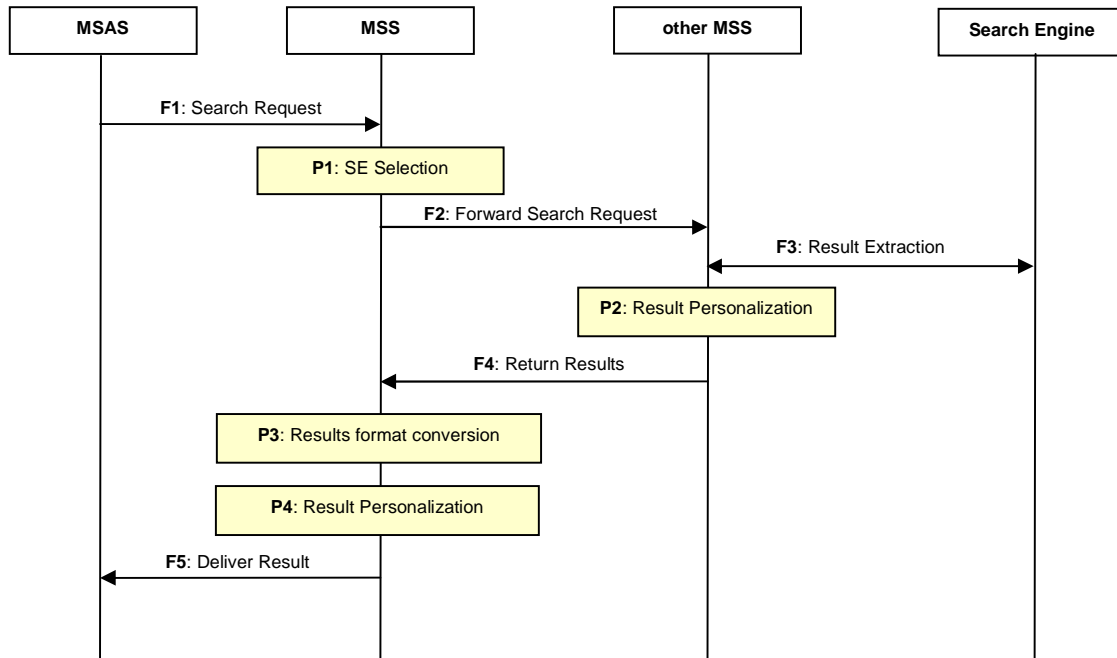 MSAS
MSS
other MSS
Search Engine
F1: Search Request
P1: SE Selection
F2: Forward Search Request
F3: Result Extraction
P2: Result Personalization
F4: Return Results
P3: Results format conversion
P4: Result Personalization
F5: Deliver Result